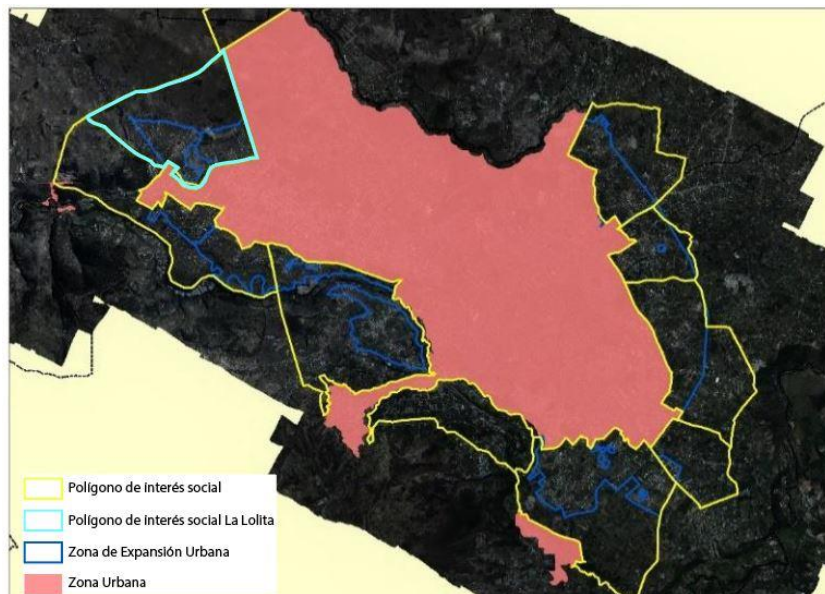 Polígono de interés social
Polígono de interés social La Lolita
Zona de Expansión Urbana
Zona Urbana